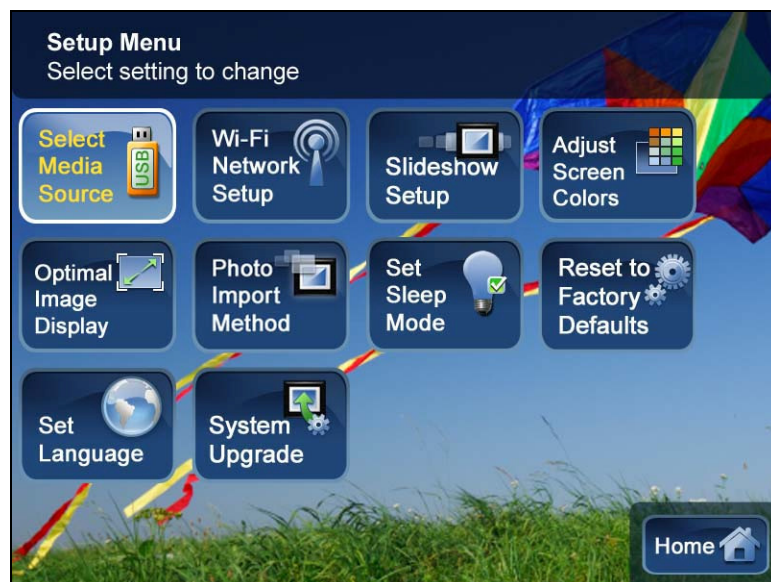 Setup Menu
Select setting to change
Select
Media
Source
USB
Wi-Fi
Network
Setup
Slideshow
Setup
Adjust
Screen
Colors
Optimal
Image
Display
Photo
Import
Method
Set
Sleep
Mode
Reset to
Factory
Defaults
Set
Language
System
Upgrade
Home